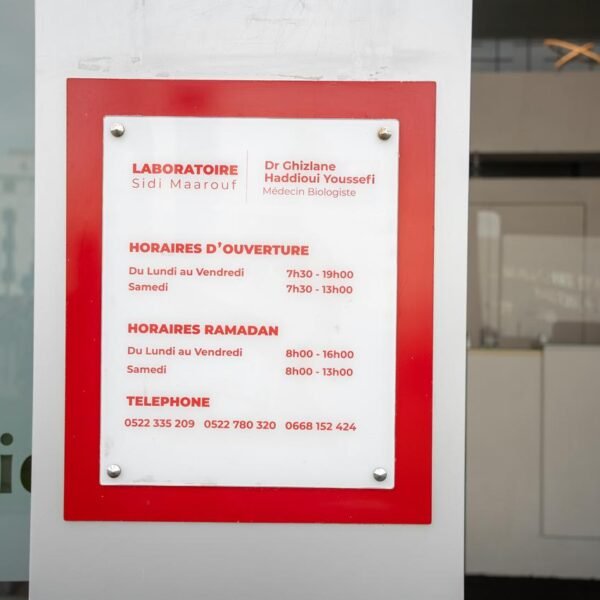 LABORATOIRE
Sidi Maarouf
Dr Ghizlane
Haddioui Youssefi
Médecin Biologiste
HORAIRES D'OUVERTURE
Du Lundi au Vendredi 7h30 - 19h00
Samedi 7h30 - 13h00
HORAIRES RAMADAN
Du Lundi au Vendredi 8h00 - 16h00
Samedi 8h00 - 13h00
TELEPHONE
0522 335 209 0522 780 320 0668 152 424